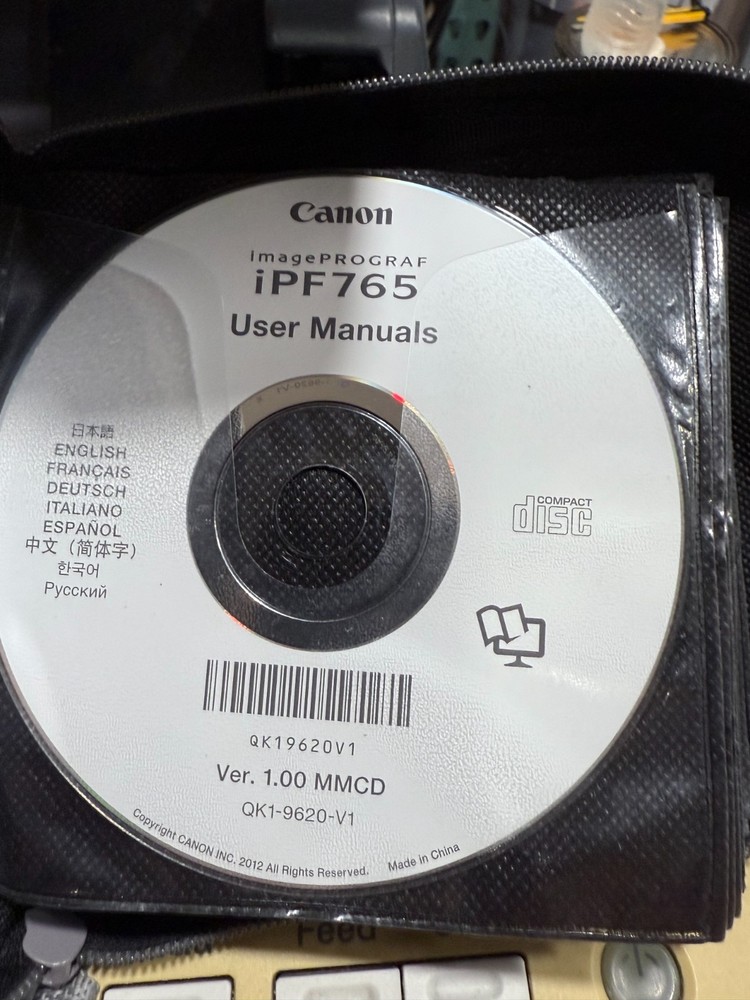 Canon
imagePROGRAF
iPF765
User Manuals
日本語
ENGLISH
FRANÇAIS
DEUTSCH
ITALIANO
ESPAÑOL
中文（简体字）
한국어
Русский
COMPACT
disc
QK19620V1
Ver. 1.00 MMCD
QK1-9620-V1
Copyright CANON INC. 2012 All Rights Reserved. Made in China
Feed